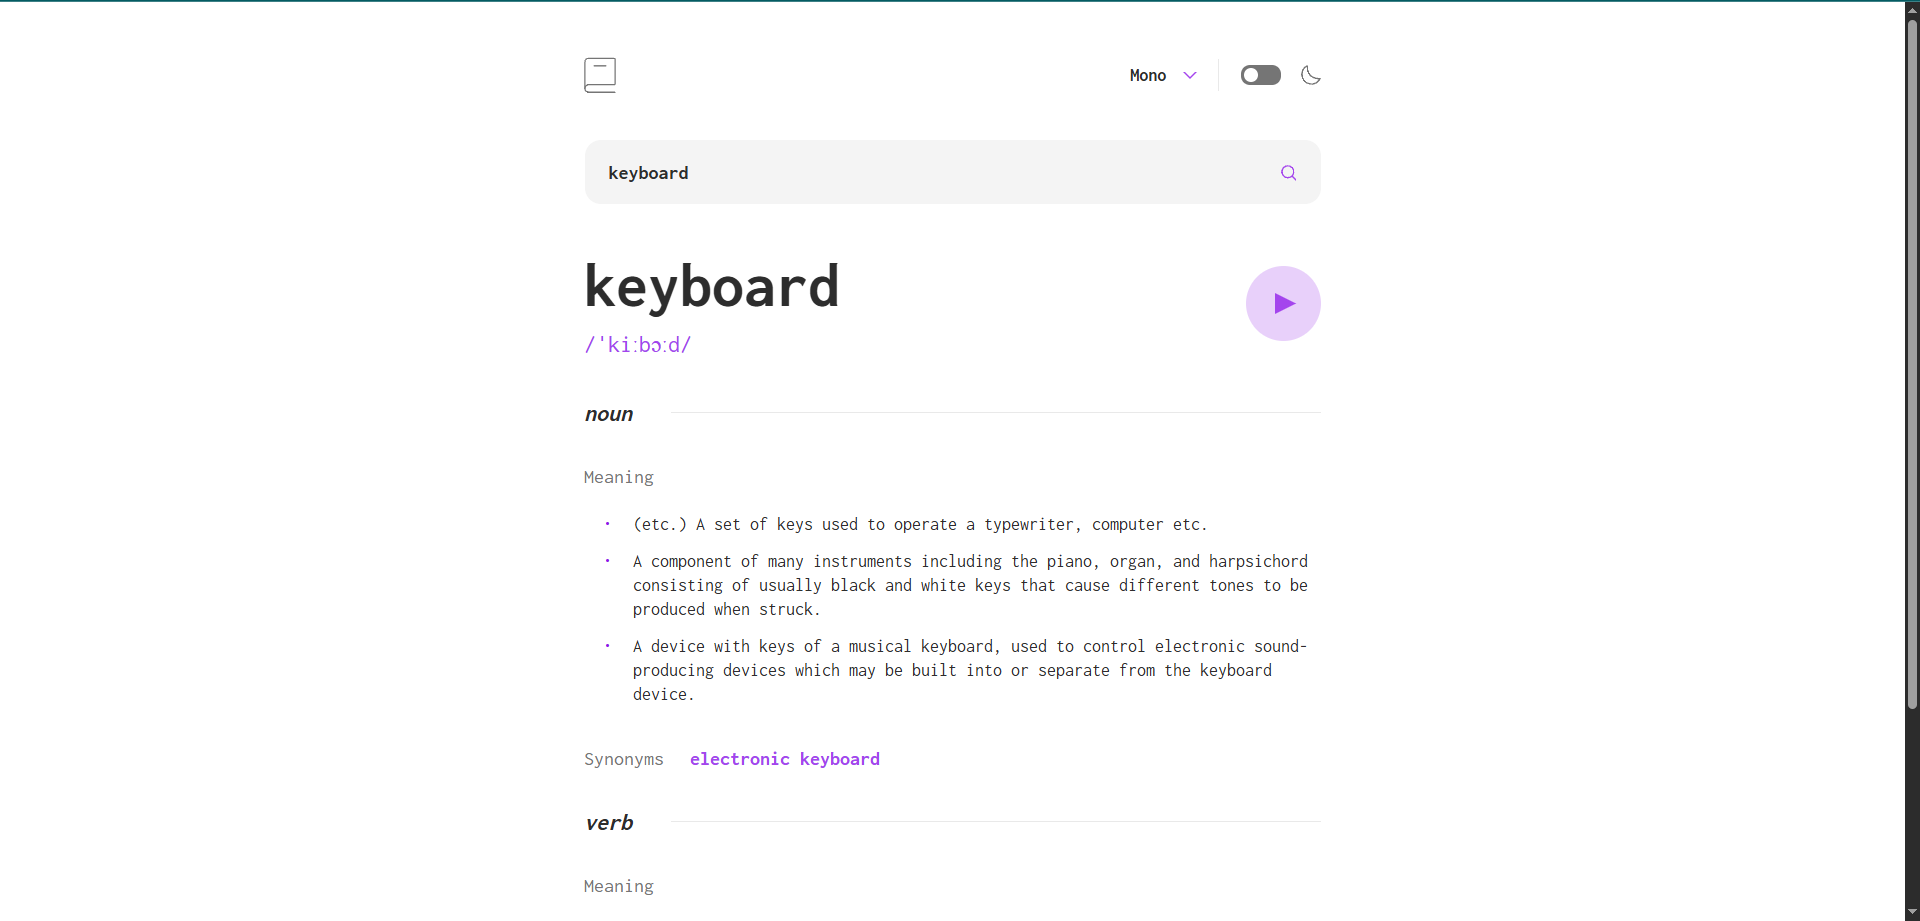 Mono
keyboard
keyboard
/ˈkiːbɔːd/
noun
Meaning
(etc.) A set of keys used to operate a typewriter, computer etc.
A component of many instruments including the piano, organ, and harpsichord
consisting of usually black and white keys that cause different tones to be
produced when struck.
A device with keys of a musical keyboard, used to control electronic sound-
producing devices which may be built into or separate from the keyboard
device.
Synonyms electronic keyboard
verb
Meaning